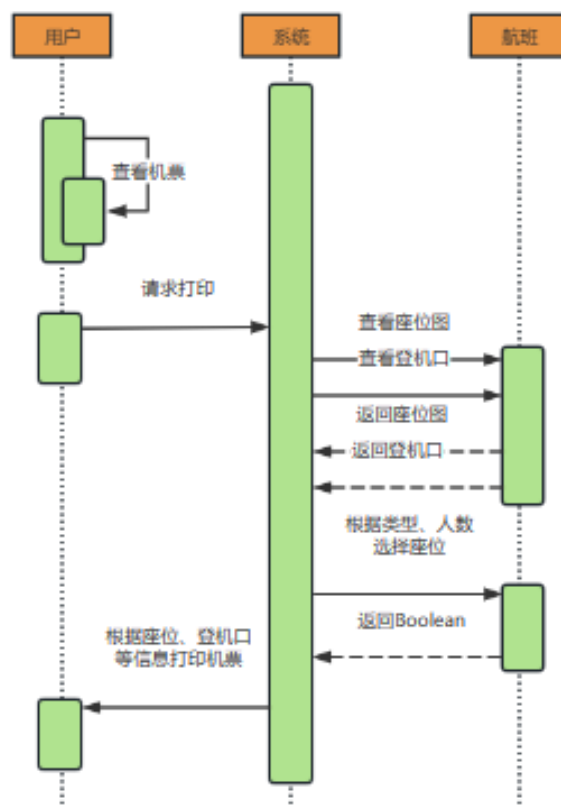 用户
系统
航班
查看机票
请求打印
查看座位图
查看登机口
返回座位图
返回登机口
根据类型、人数
选择座位
返回Boolean
根据座位、登机口
等信息打印机票